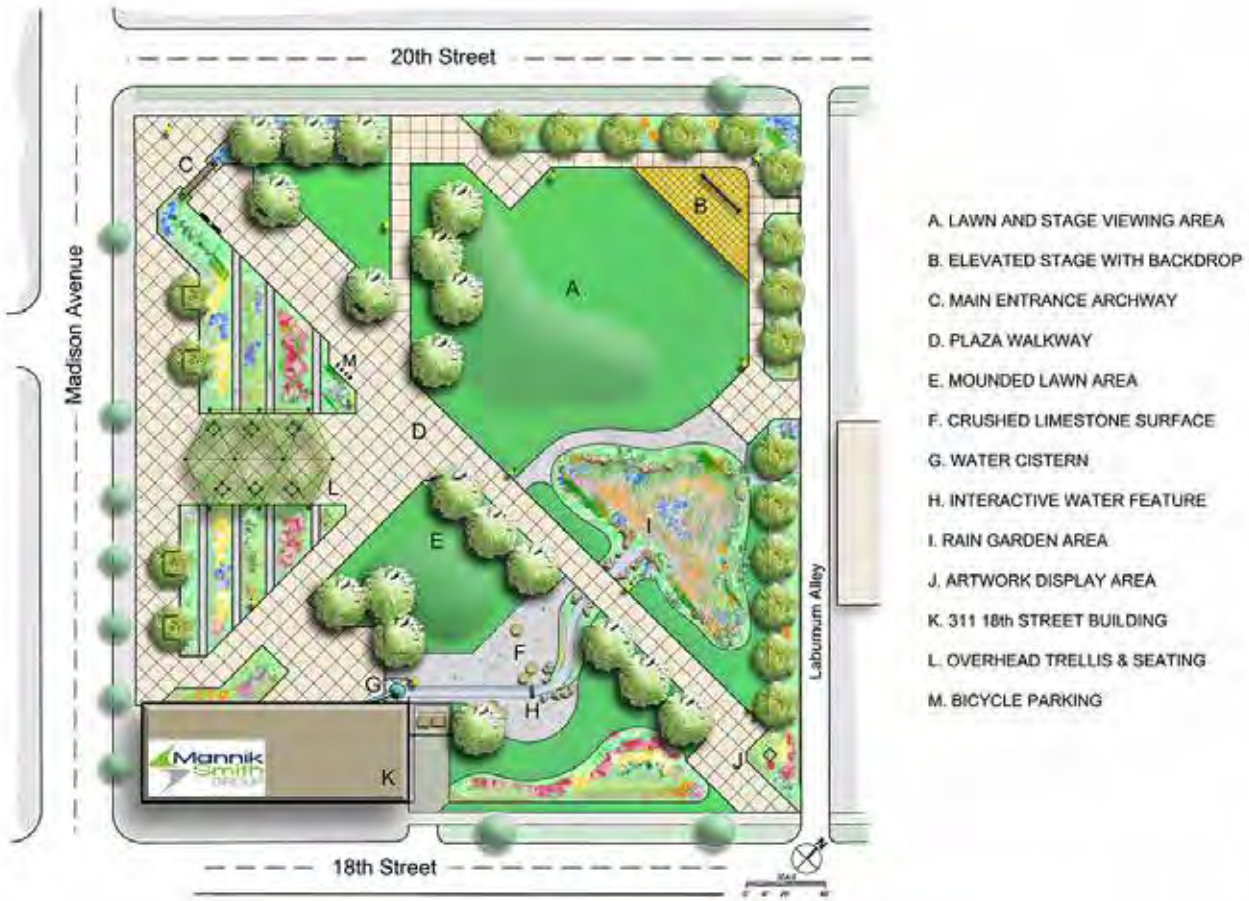 20th Street
Madison Avenue
C
B
A
M
D
L
E
I
F
G
H
K
J
Mannik
Smith
GROUP
Laburnum Alley
18th Street
N
A. LAWN AND STAGE VIEWING AREA
B. ELEVATED STAGE WITH BACKDROP
C. MAIN ENTRANCE ARCHWAY
D. PLAZA WALKWAY
E. MOUNDED LAWN AREA
F. CRUSHED LIMESTONE SURFACE
G. WATER CISTERN
H. INTERACTIVE WATER FEATURE
I. RAIN GARDEN AREA
J. ARTWORK DISPLAY AREA
K. 311 18th STREET BUILDING
L. OVERHEAD TRELLIS & SEATING
M. BICYCLE PARKING